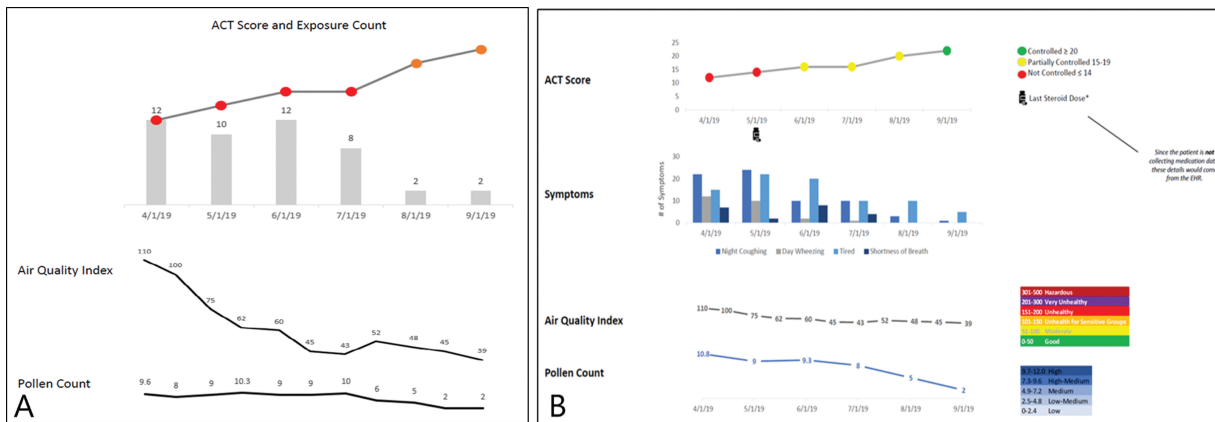 ACT Score and Exposure Count
12
10
12
8
2
2
4/1/19 5/1/19 6/1/19 7/1/19 8/1/19 9/1/19
Air Quality Index
110 100 75 62 60 45 43 52 48 45 39
Pollen Count
9.6 8 9 10.3 9 9 10 6 5 2 2
A
ACT Score
25
20
15
10
5
0
4/1/19 5/1/19 6/1/19 7/1/19 8/1/19 9/1/19
Controlled ≥ 20
Partially Controlled 15-19
Not Controlled ≤ 14
Last Steroid Dose*
Since the patient is not
collecting medication dat
these details would com
from the EHR.
Symptoms
# of Symptoms
30
20
10
0
4/1/19 5/1/19 6/1/19 7/1/19 8/1/19 9/1/19
Night Coughing Day Wheezing Tired Shortness of Breath
Air Quality Index
110 100 75 62 60 45 43 52 48 45 39
301-500 Hazardous
201-300 Very Unhealthy
151-200 Unhealthy
101-150 Unhealth for Sensitive Groups
51-100 Moderate
0-50 Good
Pollen Count
10.8 9 9.3 8 5 2
4/1/19 5/1/19 6/1/19 7/1/19 8/1/19 9/1/19
9.7-12.0 High
7.3-9.6 High-Medium
4.9-7.2 Medium
2.5-4.8 Low-Medium
0-2.4 Low
B